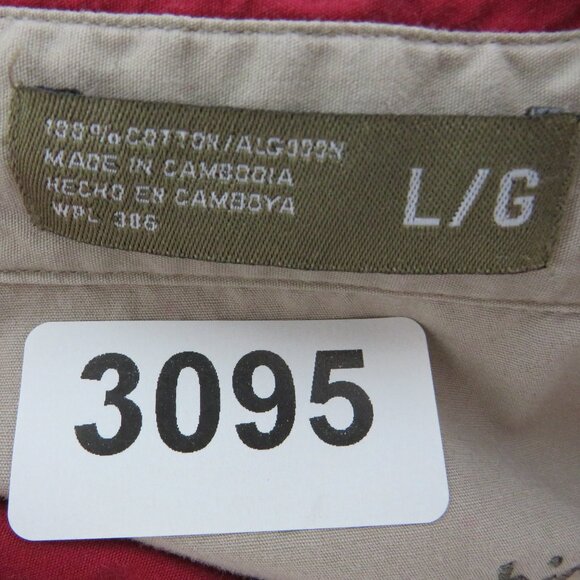 100% COTTON/ALGODON
MADE IN CAMBODIA
HECHO EN CAMBOYA
WPL 386
L/G
3095